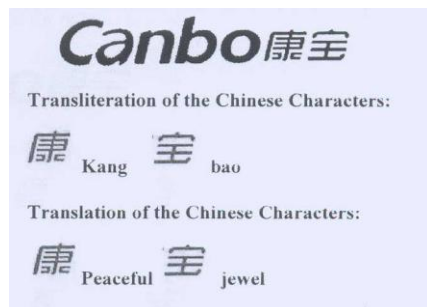 Canbo康宝
Transliteration of the Chinese Characters:
康 Kang 宝 bao
Translation of the Chinese Characters:
康 Peaceful 宝 jewel